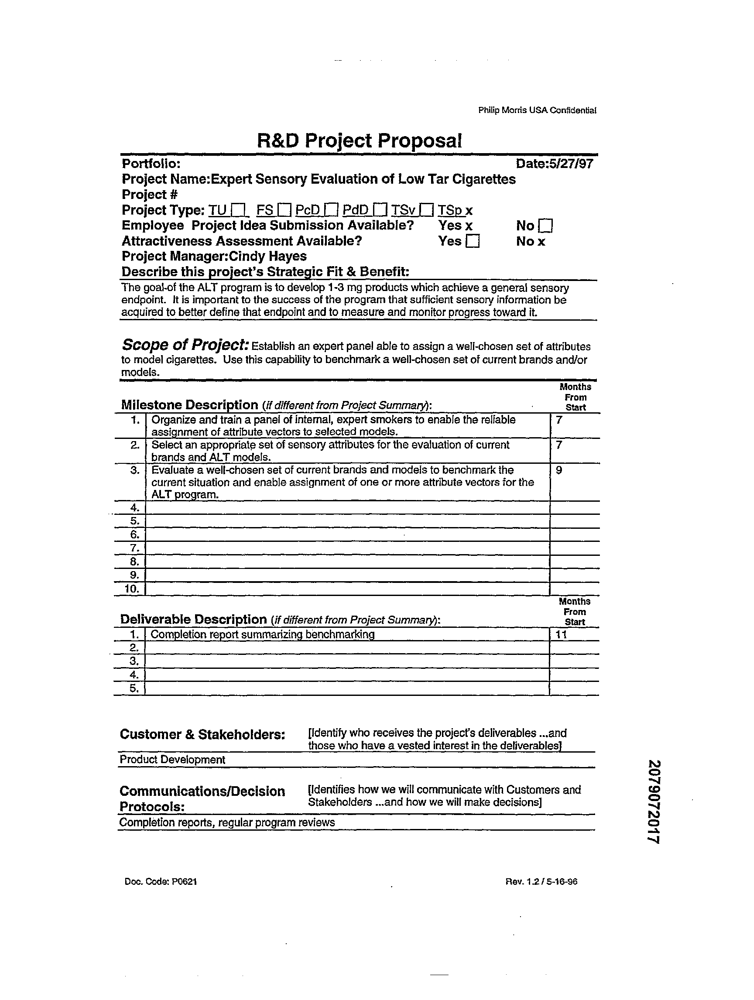 Philip Morris USA Confidential
R&D Project Proposal
Portfolio: Date:5/27/97
Project Name:Expert Sensory Evaluation of Low Tar Cigarettes
Project #
Project Type: TU ☐ FS ☐ PcD ☐ PdD ☐ TSv ☐ TSp x
Employee Project Idea Submission Available? Yes x No ☐
Attractiveness Assessment Available? Yes ☐ No x
Project Manager:Cindy Hayes
Describe this project's Strategic Fit & Benefit:
The goal-of the ALT program is to develop 1-3 mg products which achieve a general sensory
endpoint. It is important to the success of the program that sufficient sensory information be
acquired to better define that endpoint and to measure and monitor progress toward it.
Scope of Project: Establish an expert panel able to assign a well-chosen set of attributes
to model cigarettes. Use this capability to benchmark a well-chosen set of current brands and/or
models.
Months
From
Milestone Description (if different from Project Summary): Start
1. Organize and train a panel of internal, expert smokers to enable the reliable 7
assignment of attribute vectors to selected models.
2. Select an appropriate set of sensory attributes for the evaluation of current 7
brands and ALT models.
3. Evaluate a well-chosen set of current brands and models to benchmark the 9
current situation and enable assignment of one or more attribute vectors for the
ALT program.
4.
5.
6.
7.
8.
9.
10.
Months
From
Deliverable Description (if different from Project Summary): Start
1. Completion report summarizing benchmarking 11
2.
3.
4.
5.
Customer & Stakeholders: [Identify who receives the project's deliverables ...and
those who have a vested interest in the deliverables]
Product Development
Communications/Decision [Identifies how we will communicate with Customers and
Protocols: Stakeholders ...and how we will make decisions]
Completion reports, regular program reviews
2079072017
Doc. Code: P0621 Rev. 1.2 / 5-16-96